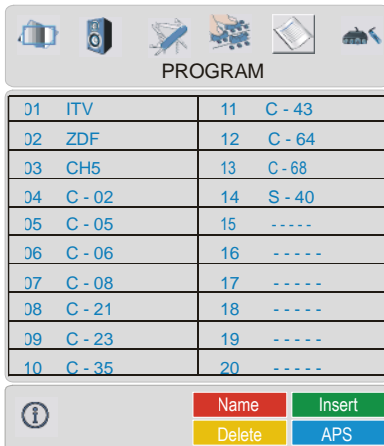 PROGRAM
01 ITV 11 C - 43
02 ZDF 12 C - 64
03 CH5 13 C - 68
04 C - 02 14 S - 40
05 C - 05 15 - - - - -
06 C - 06 16 - - - - -
07 C - 08 17 - - - - -
08 C - 21 18 - - - - -
09 C - 23 19 - - - - -
10 C - 35 20 - - - - -
Name Insert
Delete APS